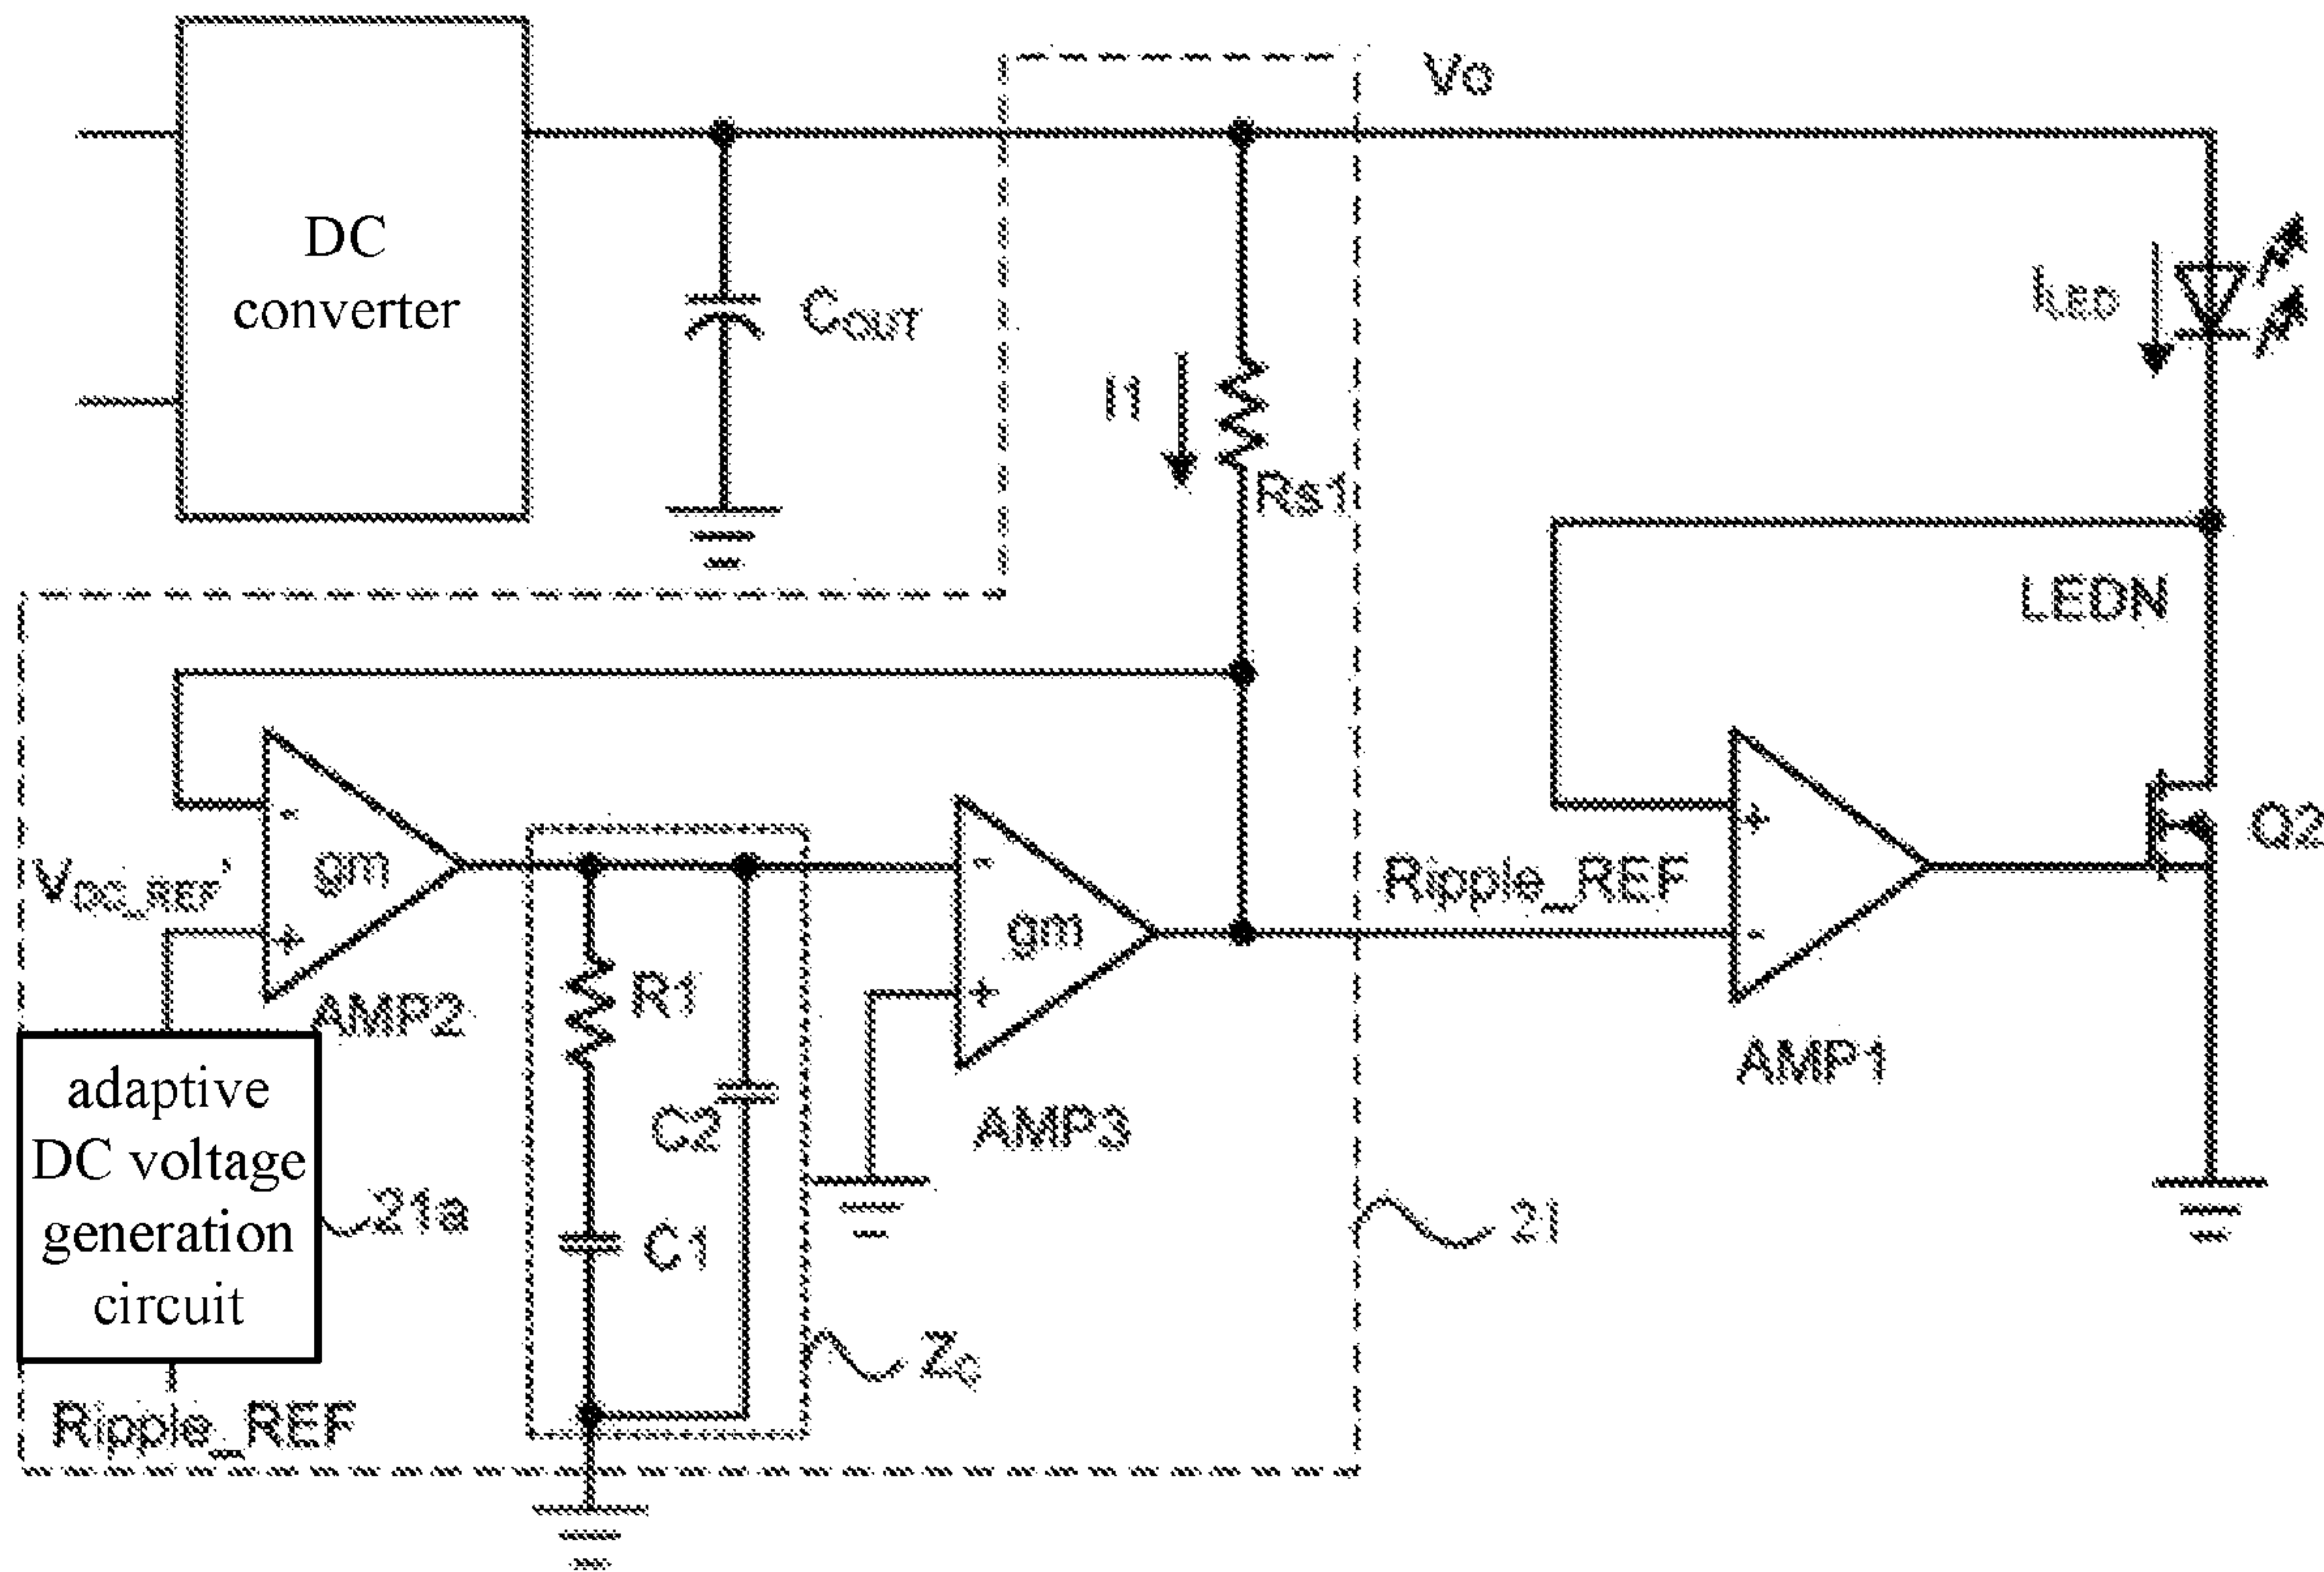 Vo
DC
converter
COUT
I1
Rs1
ILED
LEDN
-
gm
+
VDC_REF'
AMP2
-
gm
+
AMP3
Ripple_REF
+
-
AMP1
Q2
R1
C2
C1
adaptive
DC voltage
generation
circuit
21a
21
ZC
Ripple_REF